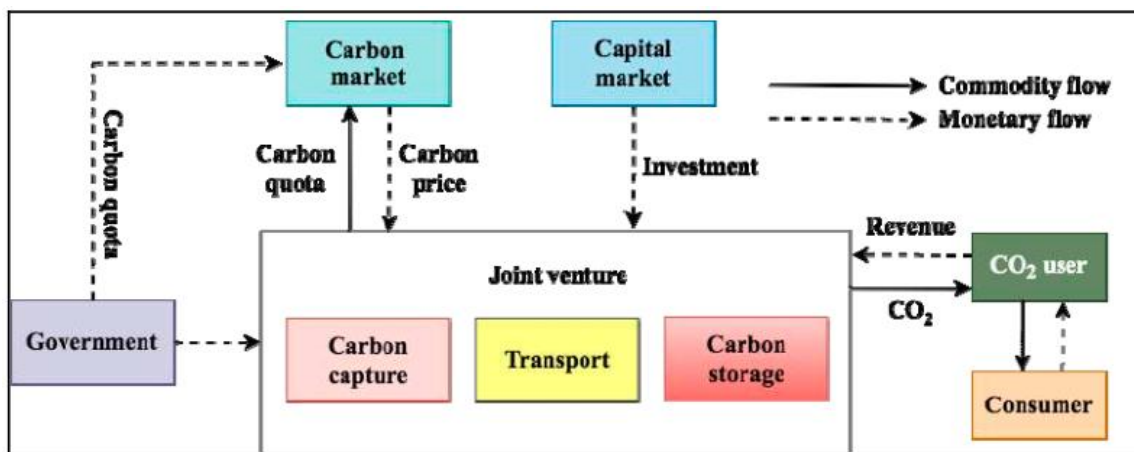 Carbon
market
Capital
market
Commodity flow
Monetary flow
Carbon quota
Carbon
quota
Carbon
price
Investment
Revenue
CO₂ user
CO₂
Joint venture
Government
Carbon
capture
Transport
Carbon
storage
Consumer